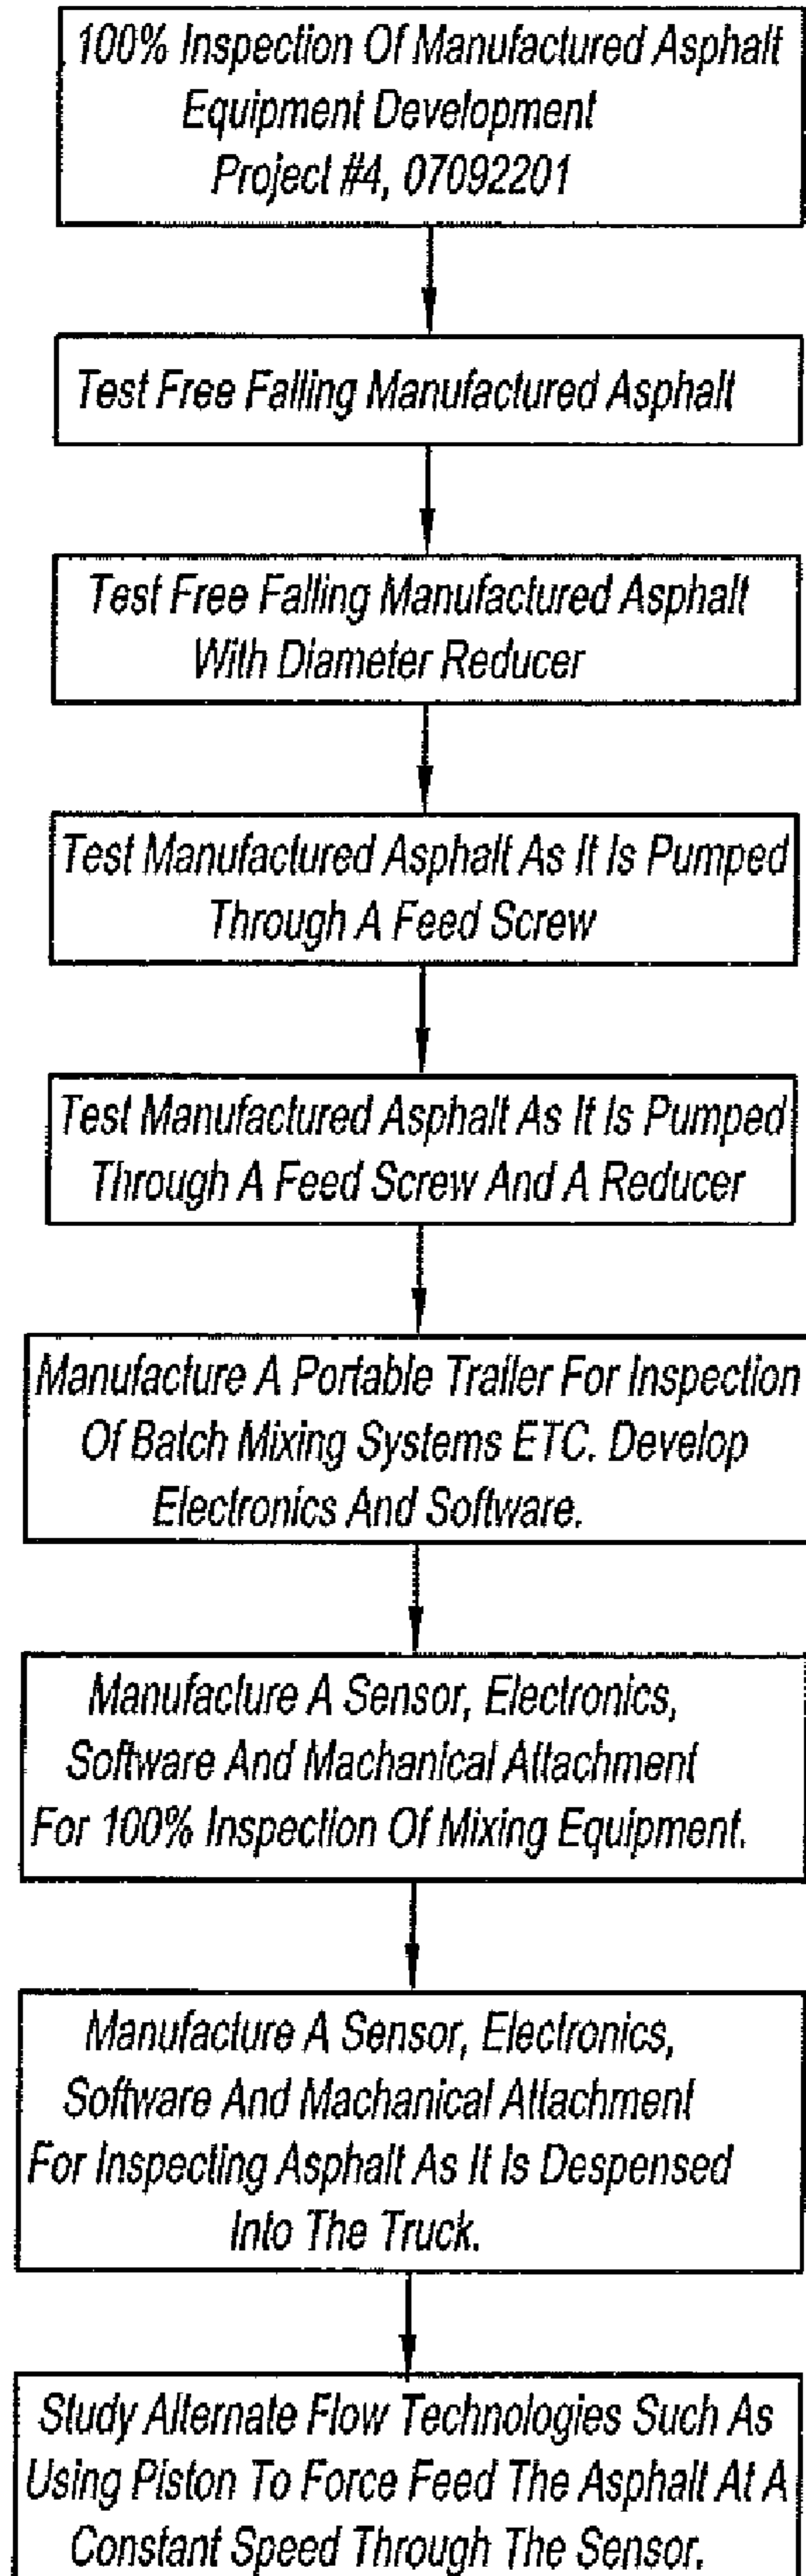 100% Inspection Of Manufactured Asphalt
Equipment Development
Project #4, 07092201
Test Free Falling Manufactured Asphalt
Test Free Falling Manufactured Asphalt
With Diameter Reducer
Test Manufactured Asphalt As It Is Pumped
Through A Feed Screw
Test Manufactured Asphalt As It Is Pumped
Through A Feed Screw And A Reducer
Manufacture A Portable Trailer For Inspection
Of Batch Mixing Systems ETC. Develop
Electronics And Software.
Manufacture A Sensor, Electronics,
Software And Machanical Attachment
For 100% Inspection Of Mixing Equipment.
Manufacture A Sensor, Electronics,
Software And Machanical Attachment
For Inspecting Asphalt As It Is Despensed
Into The Truck.
Study Alternate Flow Technologies Such As
Using Piston To Force Feed The Asphalt At A
Constant Speed Through The Sensor.